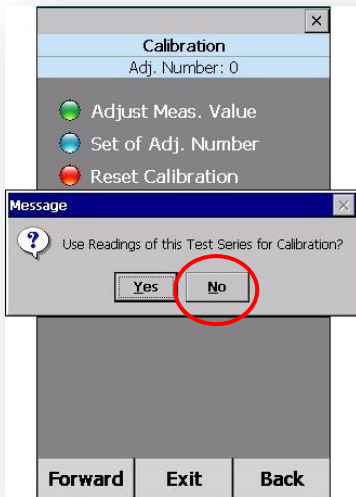 Calibration
Adj. Number: 0
Adjust Meas. Value
Set of Adj. Number
Reset Calibration
Message
Use Readings of this Test Series for Calibration?
Yes No
Forward Exit Back